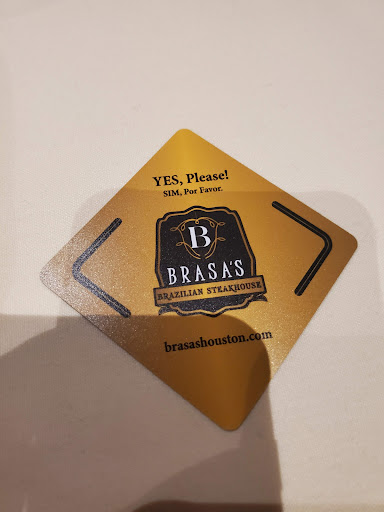 YES, Please!
SIM, Por Favor.
B
BRASA'S
BRAZILIAN STEAKHOUSE
brasashouston.com